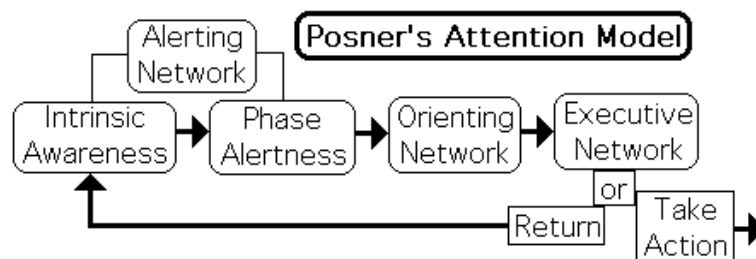 Alerting
Network
Posner's Attention Model
Intrinsic
Awareness
Phase
Alertness
Orienting
Network
Executive
Network
or
Return
Take
Action